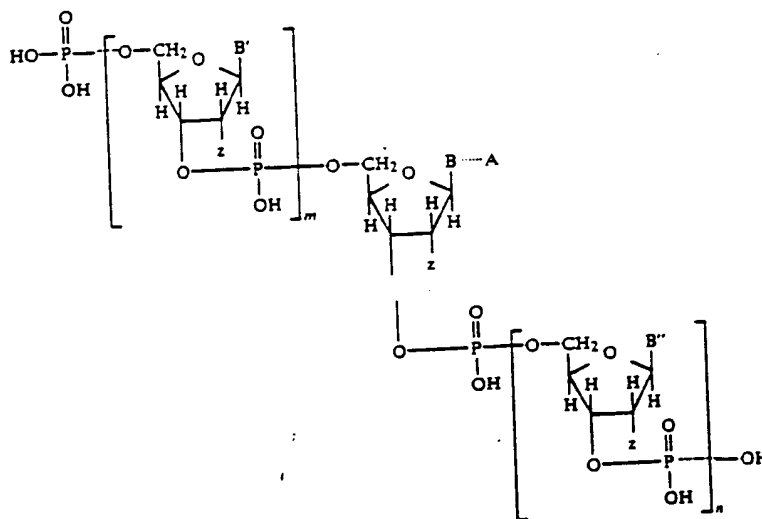 O
HO—P—O—CH₂ O B'
OH H H H H
z
O
O—P—O—CH₂ O B····A
OH
m
H H H H
z
O
O—P—O—CH₂ O B''
OH
H H H H
z
O
O—P—OH
OH
n